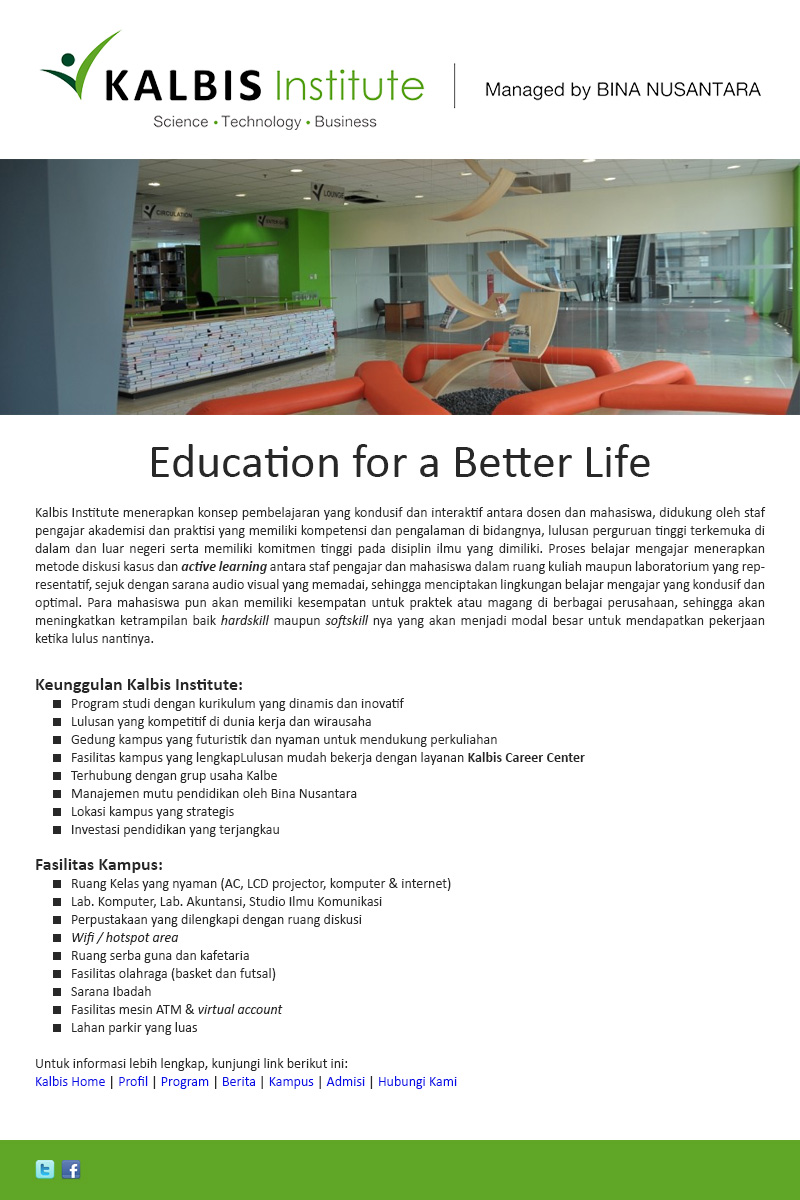 KALBIS Institute
Science • Technology • Business
Managed by BINA NUSANTARA
LOUNGE
CIRCULATION
Education for a Better Life
Kalbis Institute menerapkan konsep pembelajaran yang kondusif dan interaktif antara dosen dan mahasiswa, didukung oleh staf
pengajar akademisi dan praktisi yang memiliki kompetensi dan pengalaman di bidangnya, lulusan perguruan tinggi terkemuka di
dalam dan luar negeri serta memiliki komitmen tinggi pada disiplin ilmu yang dimiliki. Proses belajar mengajar menerapkan
metode diskusi kasus dan active learning antara staf pengajar dan mahasiswa dalam ruang kuliah maupun laboratorium yang rep-
resentatif, sejuk dengan sarana audio visual yang memadai, sehingga menciptakan lingkungan belajar mengajar yang kondusif dan
optimal. Para mahasiswa pun akan memiliki kesempatan untuk praktek atau magang di berbagai perusahaan, sehingga akan
meningkatkan ketrampilan baik hardskill maupun softskill nya yang akan menjadi modal besar untuk mendapatkan pekerjaan
ketika lulus nantinya.
Keunggulan Kalbis Institute:
■ Program studi dengan kurikulum yang dinamis dan inovatif
■ Lulusan yang kompetitif di dunia kerja dan wirausaha
■ Gedung kampus yang futuristik dan nyaman untuk mendukung perkuliahan
■ Fasilitas kampus yang lengkapLulusan mudah bekerja dengan layanan Kalbis Career Center
■ Terhubung dengan grup usaha Kalbe
■ Manajemen mutu pendidikan oleh Bina Nusantara
■ Lokasi kampus yang strategis
■ Investasi pendidikan yang terjangkau
Fasilitas Kampus:
■ Ruang Kelas yang nyaman (AC, LCD projector, komputer & internet)
■ Lab. Komputer, Lab. Akuntansi, Studio Ilmu Komunikasi
■ Perpustakaan yang dilengkapi dengan ruang diskusi
■ Wifi / hotspot area
■ Ruang serba guna dan kafetaria
■ Fasilitas olahraga (basket dan futsal)
■ Sarana Ibadah
■ Fasilitas mesin ATM & virtual account
■ Lahan parkir yang luas
Untuk informasi lebih lengkap, kunjungi link berikut ini:
Kalbis Home | Profil | Program | Berita | Kampus | Admisi | Hubungi Kami